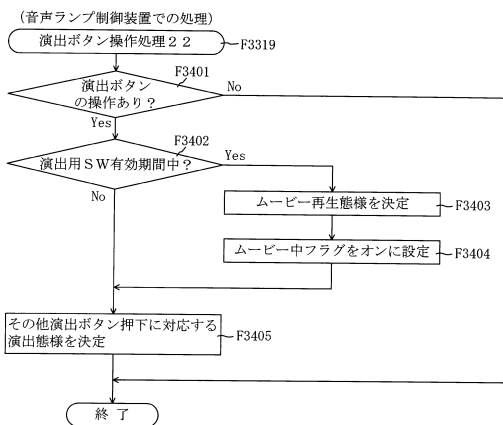 (音声ランプ制御装置での処理)
演出ボタン操作処理２２
F3319
F3401
演出ボタン
の操作あり？
No
Yes
F3402
演出用ＳＷ有効期間中？
Yes
No
ムービー再生態様を決定
F3403
ムービー中フラグをオンに設定
F3404
その他演出ボタン押下に対応する
演出態様を決定
F3405
終 了